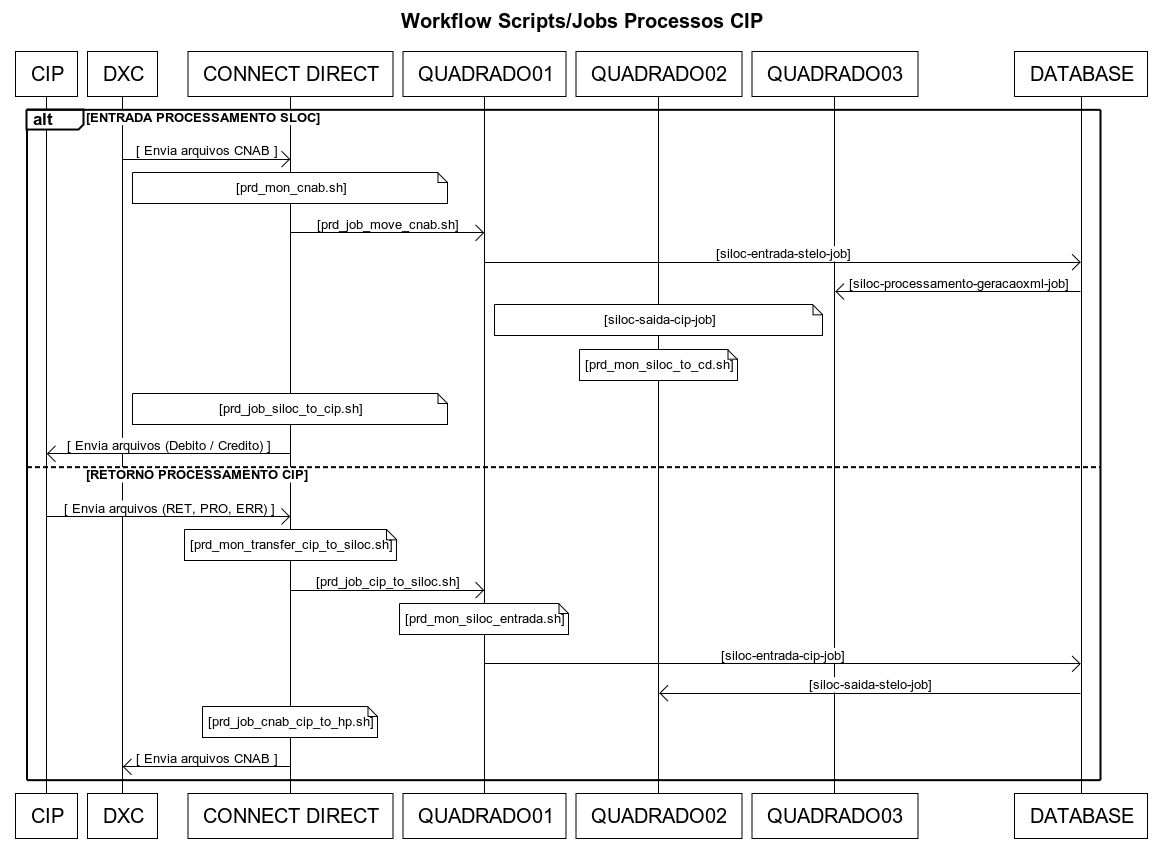 Workflow Scripts/Jobs Processos CIP
CIP DXC CONNECT DIRECT QUADRADO01 QUADRADO02 QUADRADO03 DATABASE
alt [ENTRADA PROCESSAMENTO SLOC]
[ Envia arquivos CNAB ]
[prd_mon_cnab.sh]
[prd_job_move_cnab.sh]
[siloc-entrada-stelo-job]
[siloc-processamento-geracaoxml-job]
[siloc-saida-cip-job]
[prd_mon_siloc_to_cd.sh]
[prd_job_siloc_to_cip.sh]
[ Envia arquivos (Debito / Credito) ]
[RETORNO PROCESSAMENTO CIP]
[ Envia arquivos (RET, PRO, ERR) ]
[prd_mon_transfer_cip_to_siloc.sh]
[prd_job_cip_to_siloc.sh]
[prd_mon_siloc_entrada.sh]
[siloc-entrada-cip-job]
[siloc-saida-stelo-job]
[prd_job_cnab_cip_to_hp.sh]
[ Envia arquivos CNAB ]
CIP DXC CONNECT DIRECT QUADRADO01 QUADRADO02 QUADRADO03 DATABASE